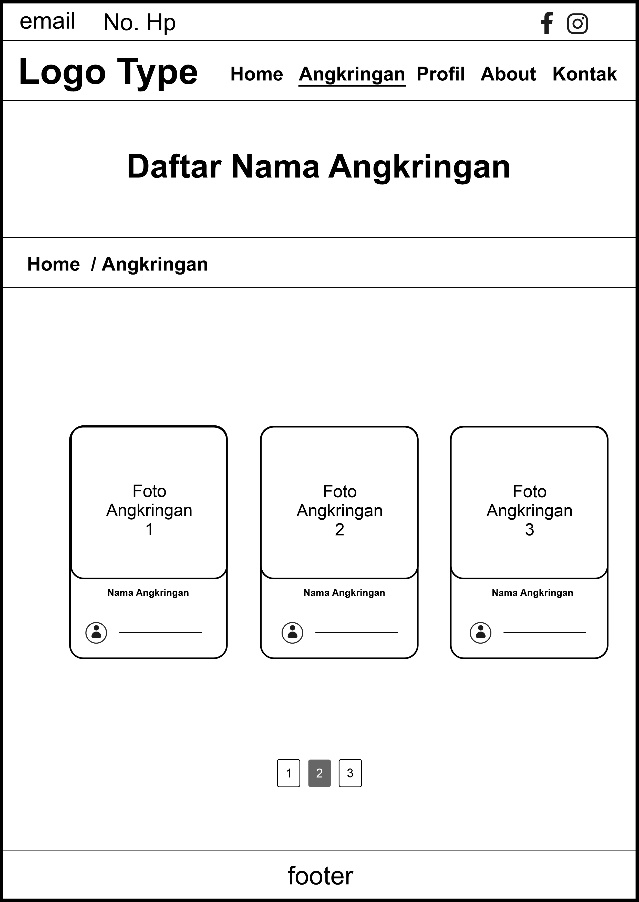 email No. Hp
Logo Type Home Angkringan Profil About Kontak
Daftar Nama Angkringan
Home / Angkringan
Foto
Angkringan
1
Nama Angkringan
Foto
Angkringan
2
Nama Angkringan
Foto
Angkringan
3
Nama Angkringan
1 2 3
footer